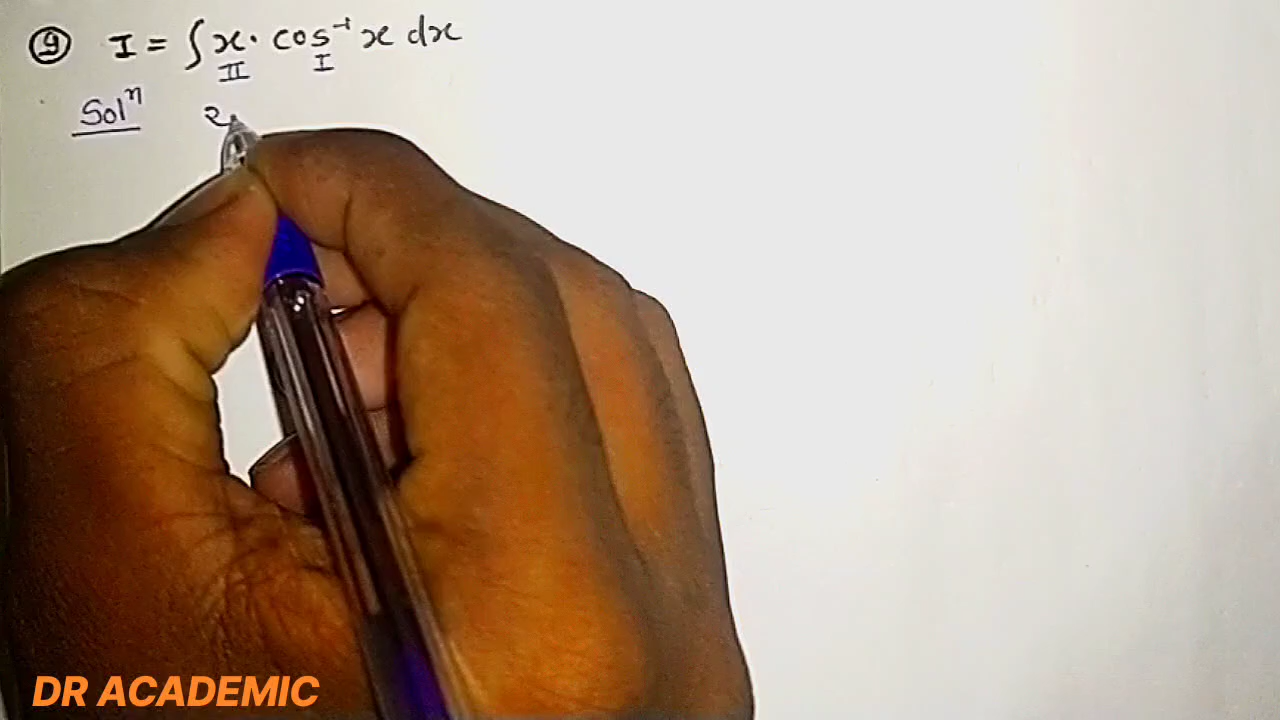 ⑨ I = ∫ x · cos⁻¹ x dx
II I
Solⁿ
DR ACADEMIC